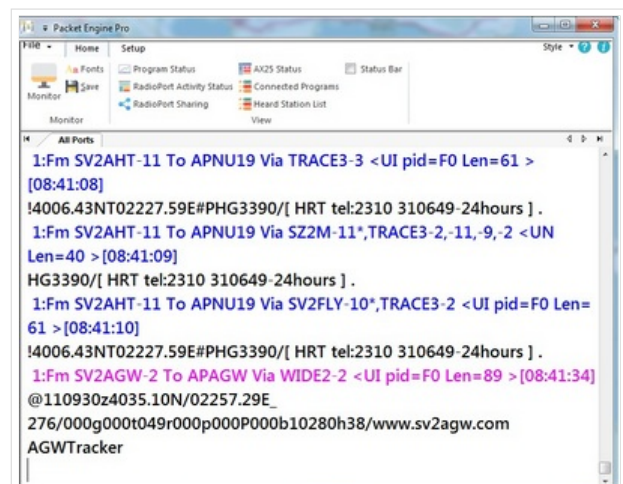 Packet Engine Pro
File
Home
Setup
Style
Fonts
Save
Monitor
Program Status
RadioPort Activity Status
RadioPort Sharing
AX25 Status
Connected Programs
Heard Station List
Status Bar
Monitor
View
All Ports
1:Fm SV2AHT-11 To APNU19 Via TRACE3-3 <UI pid=F0 Len=61 >
[08:41:08]
!4006.43NT02227.59E#PHG3390/[ HRT tel:2310 310649-24hours ] .
1:Fm SV2AHT-11 To APNU19 Via SZ2M-11*,TRACE3-2,-11,-9,-2 <UN
Len=40 >[08:41:09]
HG3390/[ HRT tel:2310 310649-24hours ] .
1:Fm SV2AHT-11 To APNU19 Via SV2FLY-10*,TRACE3-2 <UI pid=F0 Len=
61 >[08:41:10]
!4006.43NT02227.59E#PHG3390/[ HRT tel:2310 310649-24hours ] .
1:Fm SV2AGW-2 To APAGW Via WIDE2-2 <UI pid=F0 Len=89 >[08:41:34]
@110930z4035.10N/02257.29E_
276/000g000t049r000p000P000b10280h38/www.sv2agw.com
AGWTracker